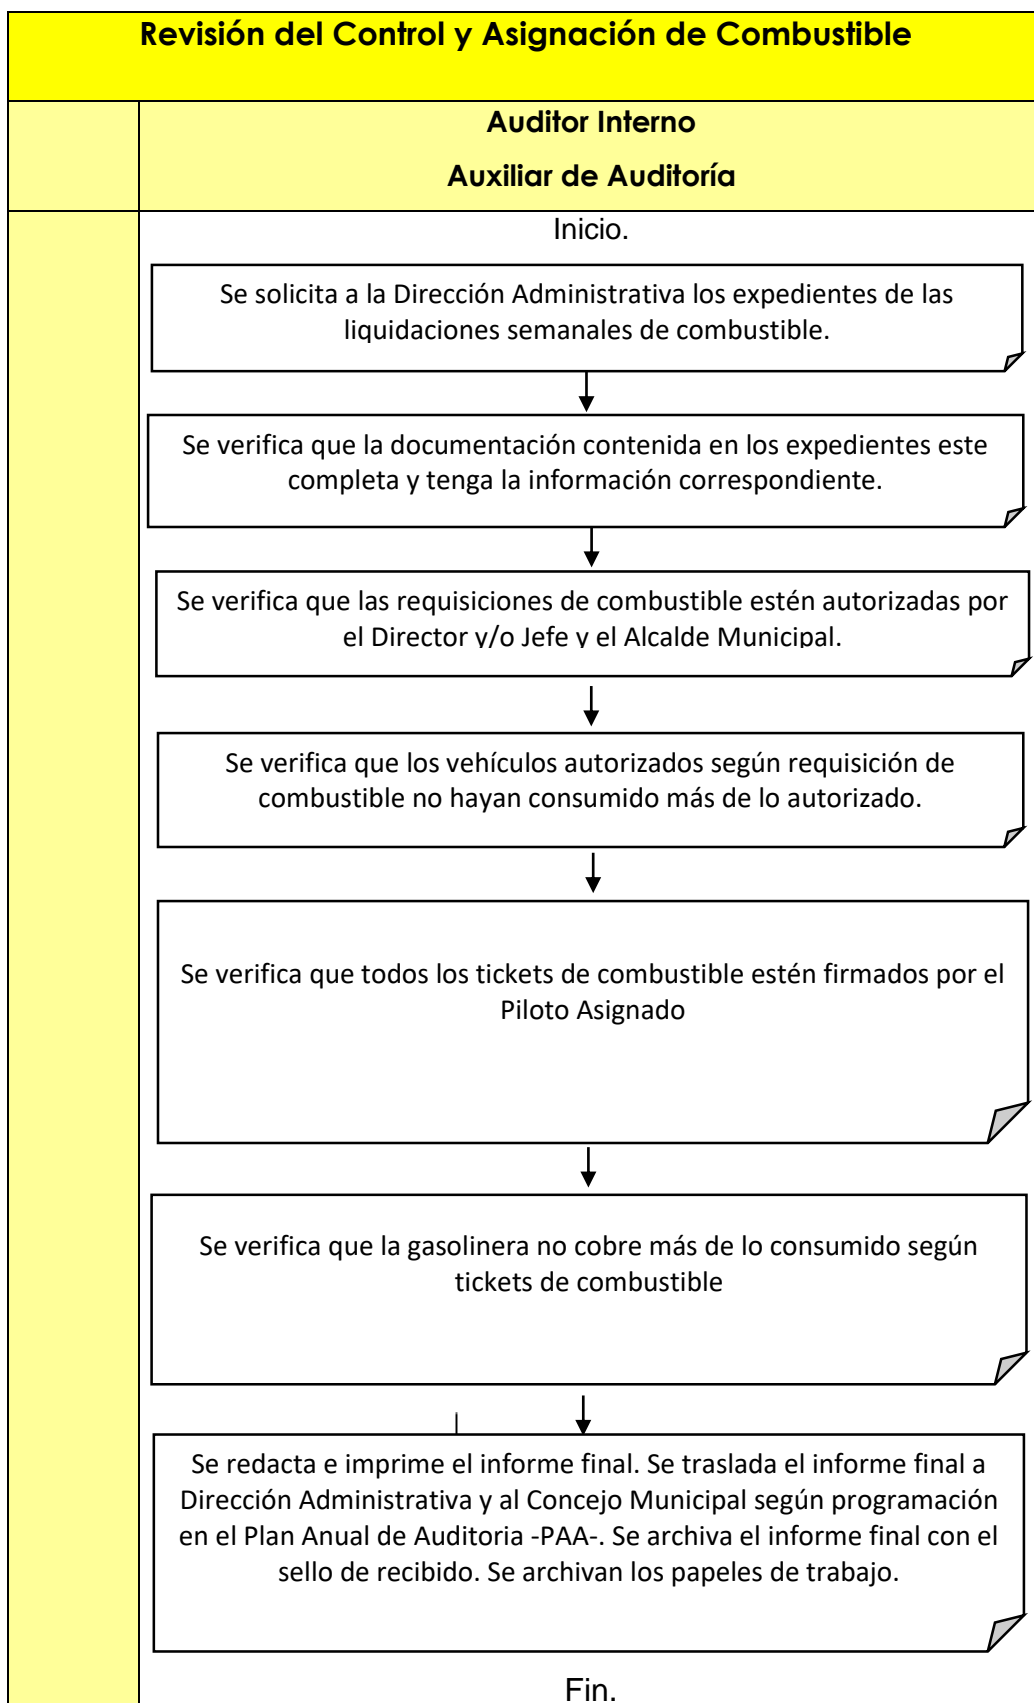 Revisión del Control y Asignación de Combustible
Auditor Interno
Auxiliar de Auditoría
Inicio.
Se solicita a la Dirección Administrativa los expedientes de las
liquidaciones semanales de combustible.
Se verifica que la documentación contenida en los expedientes este
completa y tenga la información correspondiente.
Se verifica que las requisiciones de combustible estén autorizadas por
el Director y/o Jefe y el Alcalde Municipal.
Se verifica que los vehículos autorizados según requisición de
combustible no hayan consumido más de lo autorizado.
Se verifica que todos los tickets de combustible estén firmados por el
Piloto Asignado
Se verifica que la gasolinera no cobre más de lo consumido según
tickets de combustible
Se redacta e imprime el informe final. Se traslada el informe final a
Dirección Administrativa y al Concejo Municipal según programación
en el Plan Anual de Auditoria -PAA-. Se archiva el informe final con el
sello de recibido. Se archivan los papeles de trabajo.
Fin.